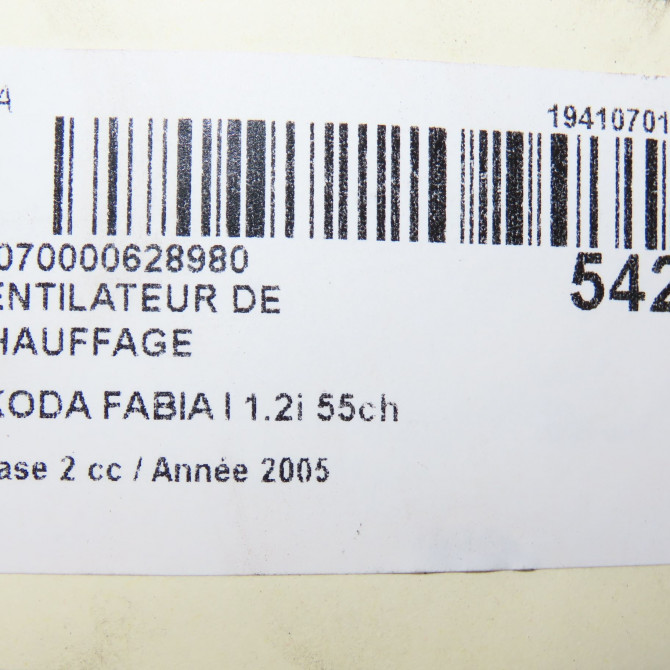 A
19410701
070000628980
ENTILATEUR DE
542
HAUFFAGE
KODA FABIA I 1.2i 55ch
ase 2 cc / Année 2005